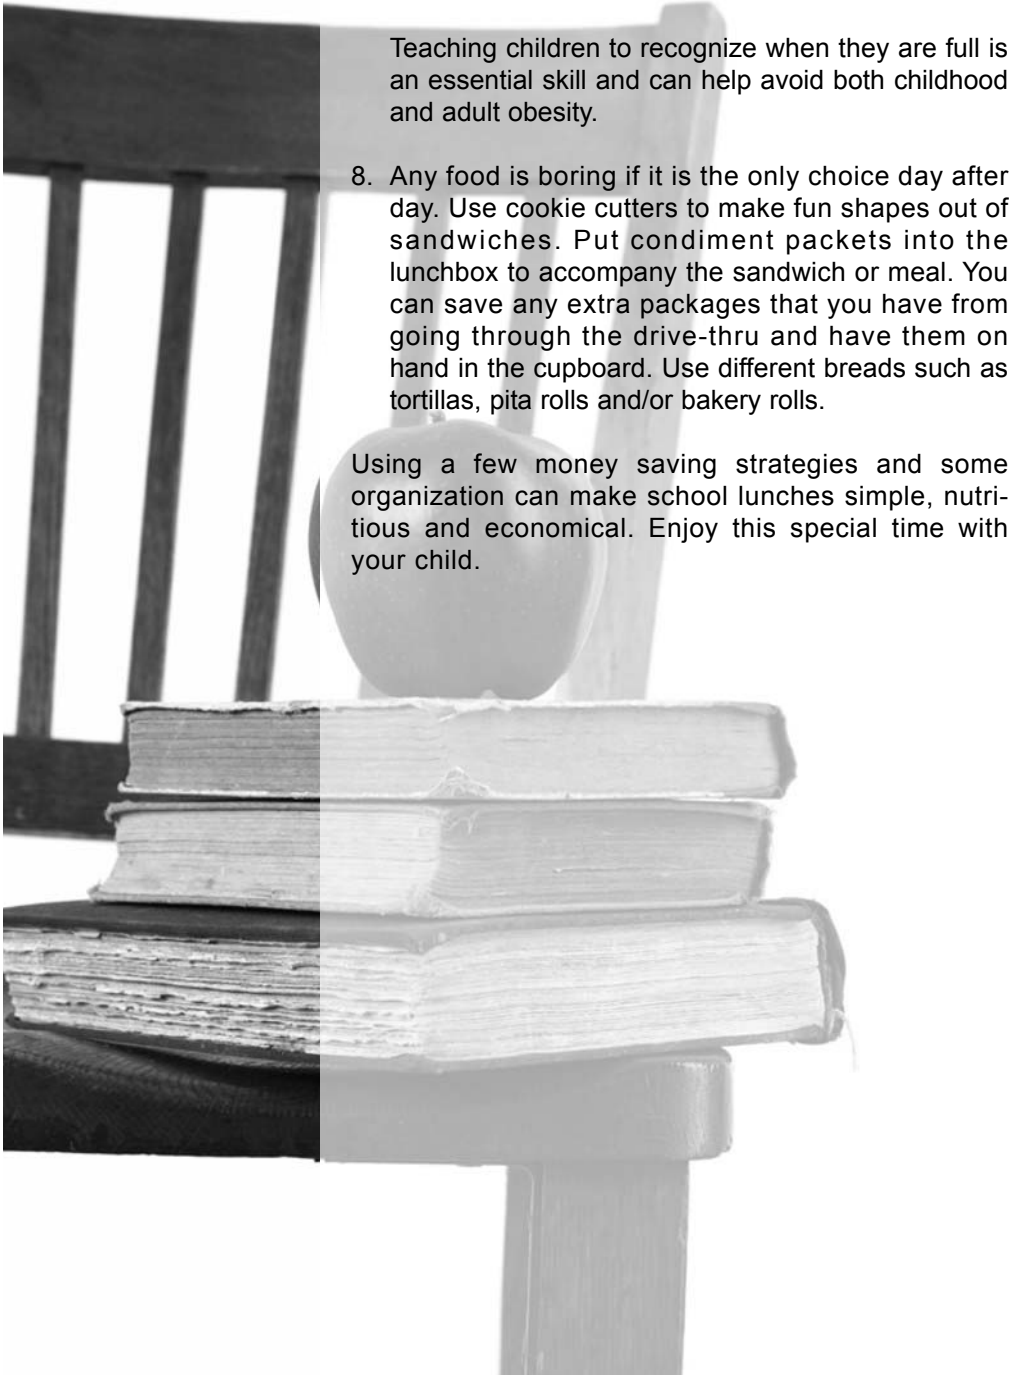 Teaching children to recognize when they are full is
an essential skill and can help avoid both childhood
and adult obesity.
8. Any food is boring if it is the only choice day after
day. Use cookie cutters to make fun shapes out of
sandwiches. Put condiment packets into the
lunchbox to accompany the sandwich or meal. You
can save any extra packages that you have from
going through the drive-thru and have them on
hand in the cupboard. Use different breads such as
tortillas, pita rolls and/or bakery rolls.
Using a few money saving strategies and some
organization can make school lunches simple, nutri-
tious and economical. Enjoy this special time with
your child.